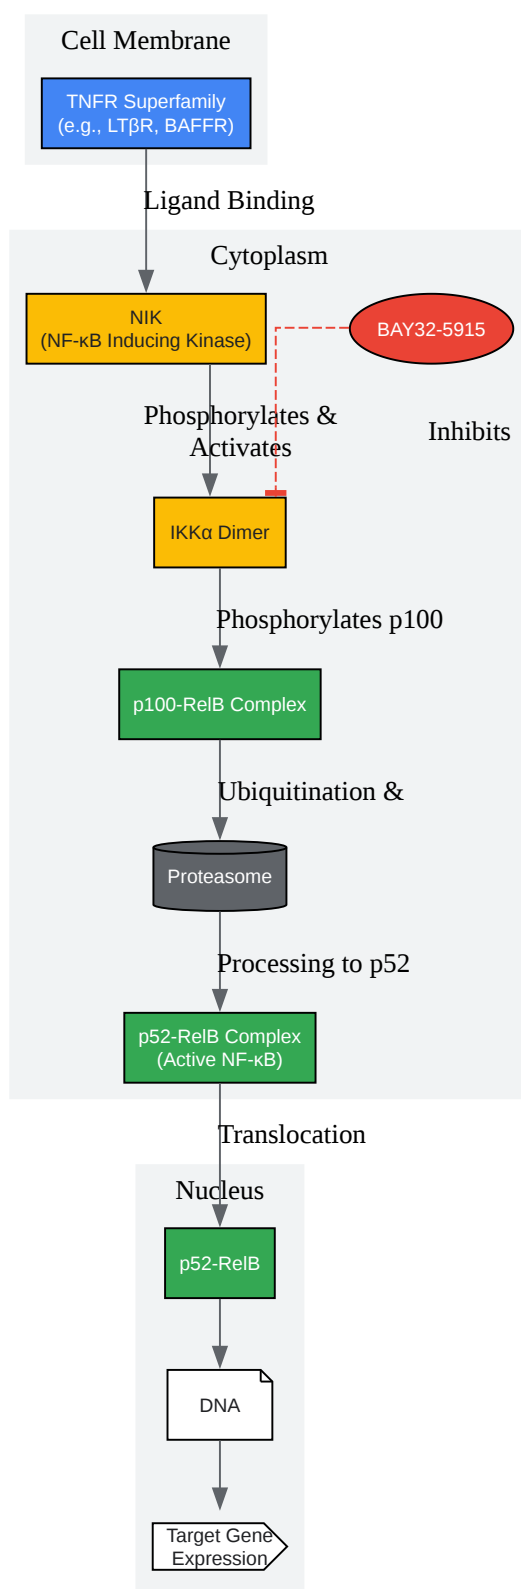 Cell Membrane
TNFR Superfamily
(e.g., LTβR, BAFFR)
Ligand Binding
Cytoplasm
NIK
(NF-κB Inducing Kinase)
BAY32-5915
Phosphorylates &
Activates
Inhibits
IKKα Dimer
Phosphorylates p100
p100-RelB Complex
Ubiquitination &
Proteasome
Processing to p52
p52-RelB Complex
(Active NF-κB)
Translocation
Nucleus
p52-RelB
DNA
Target Gene
Expression